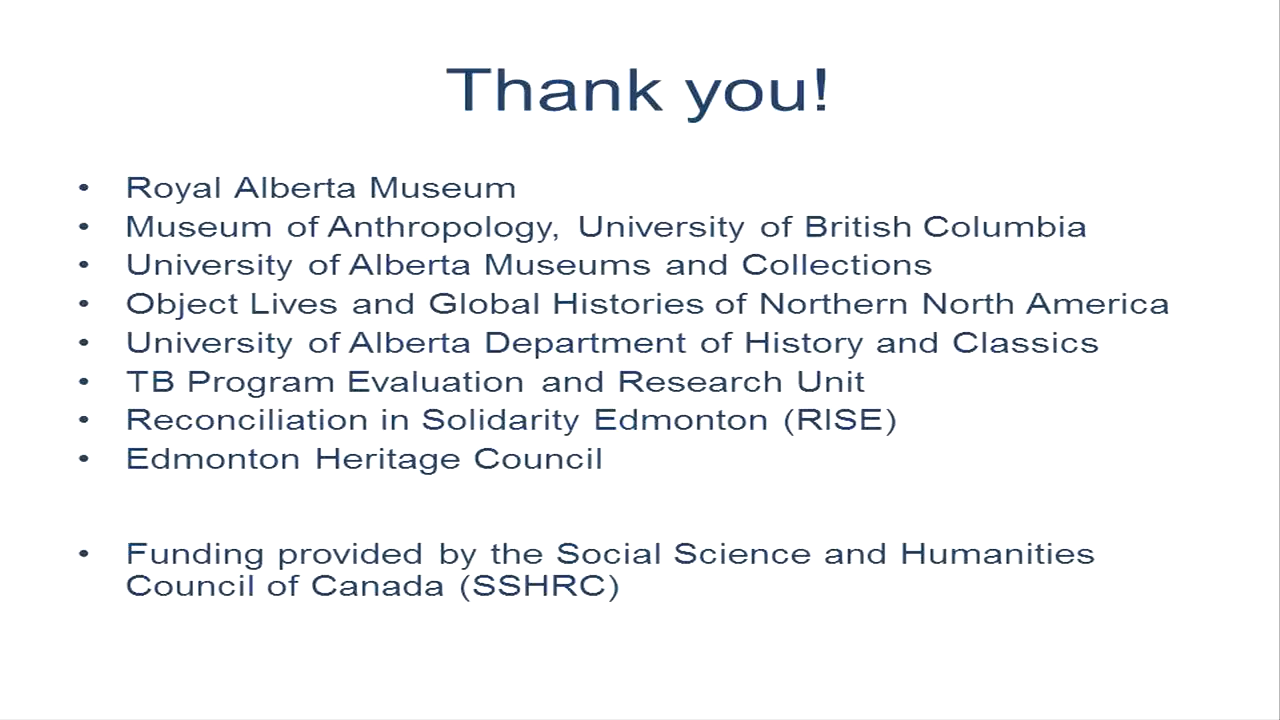 Thank you!
• Royal Alberta Museum
• Museum of Anthropology, University of British Columbia
• University of Alberta Museums and Collections
• Object Lives and Global Histories of Northern North America
• University of Alberta Department of History and Classics
• TB Program Evaluation and Research Unit
• Reconciliation in Solidarity Edmonton (RISE)
• Edmonton Heritage Council
• Funding provided by the Social Science and Humanities
Council of Canada (SSHRC)